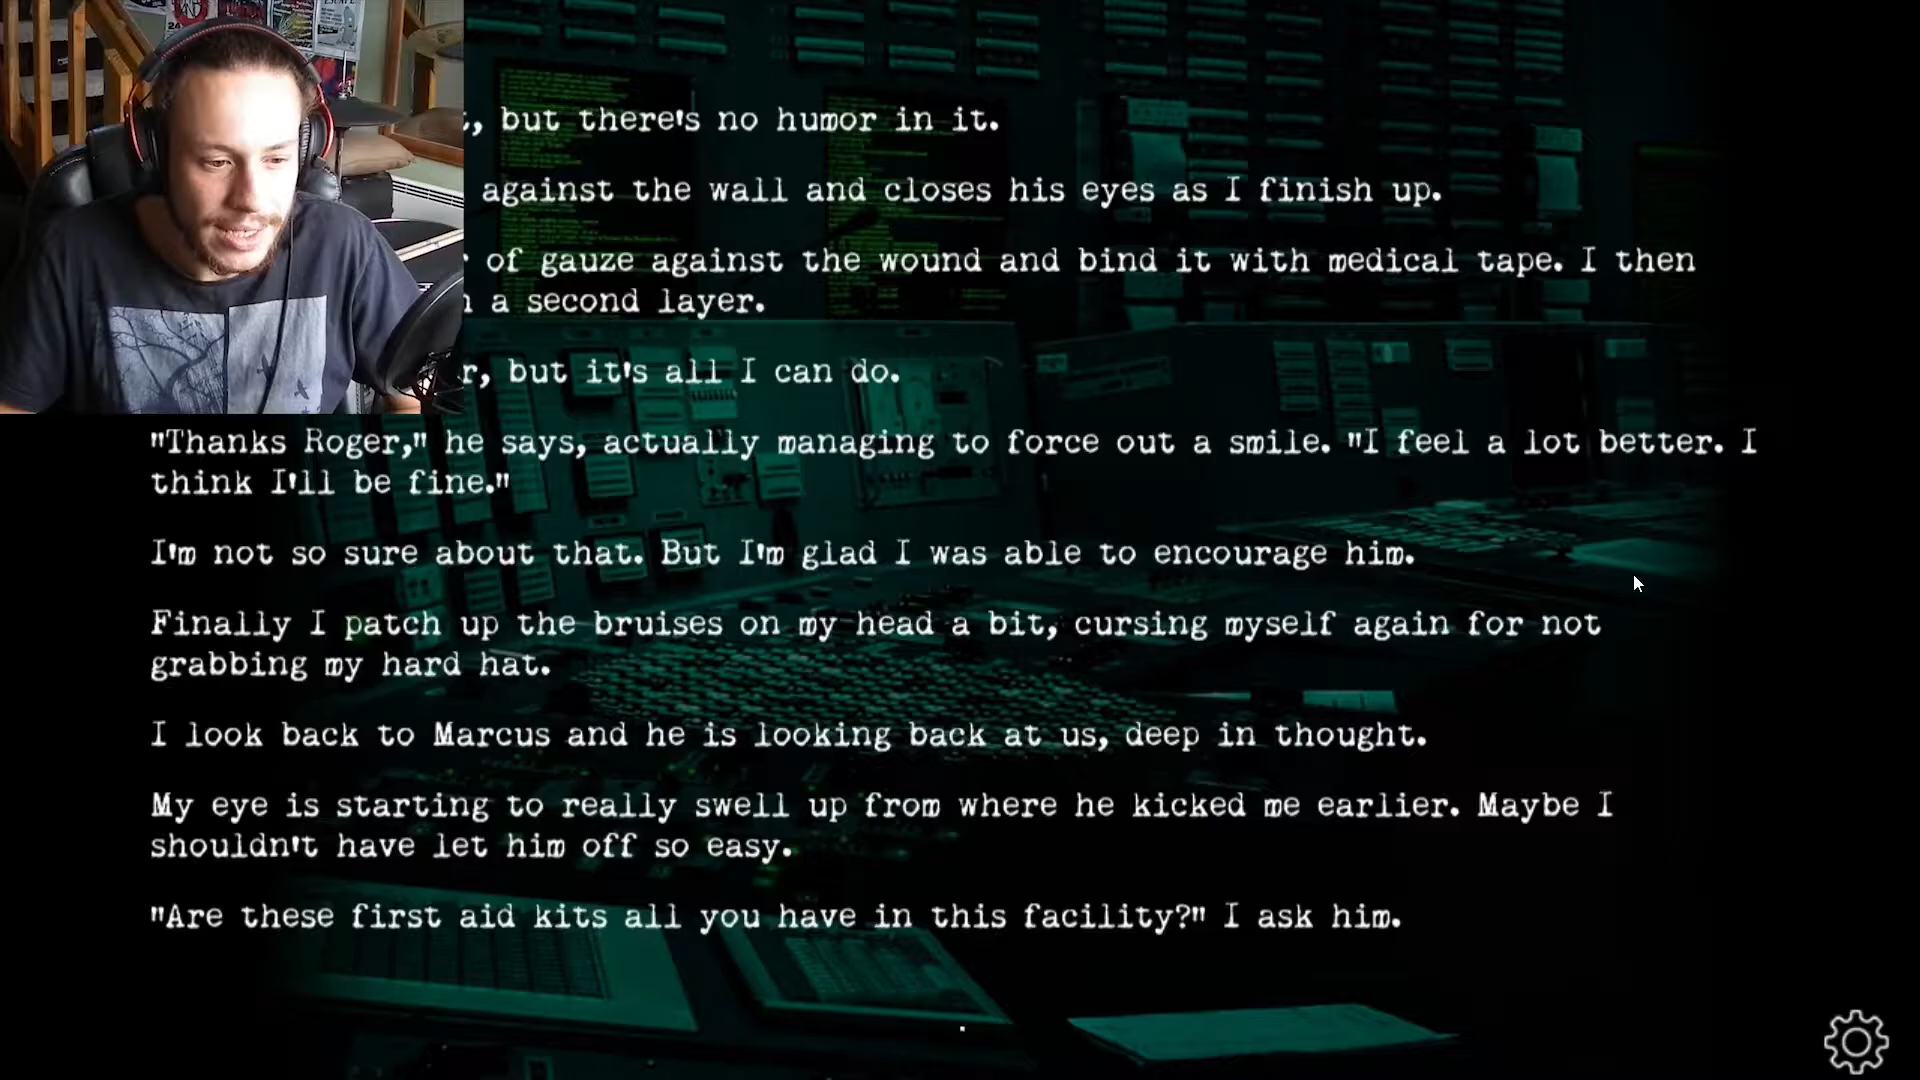 , but there's no humor in it.
against the wall and closes his eyes as I finish up.
of gauze against the wound and bind it with medical tape. I then
a second layer.
r, but it's all I can do.
"Thanks Roger," he says, actually managing to force out a smile. "I feel a lot better. I
think I'll be fine."
I'm not so sure about that. But I'm glad I was able to encourage him.
Finally I patch up the bruises on my head a bit, cursing myself again for not
grabbing my hard hat.
I look back to Marcus and he is looking back at us, deep in thought.
My eye is starting to really swell up from where he kicked me earlier. Maybe I
shouldn't have let him off so easy.
"Are these first aid kits all you have in this facility?" I ask him.